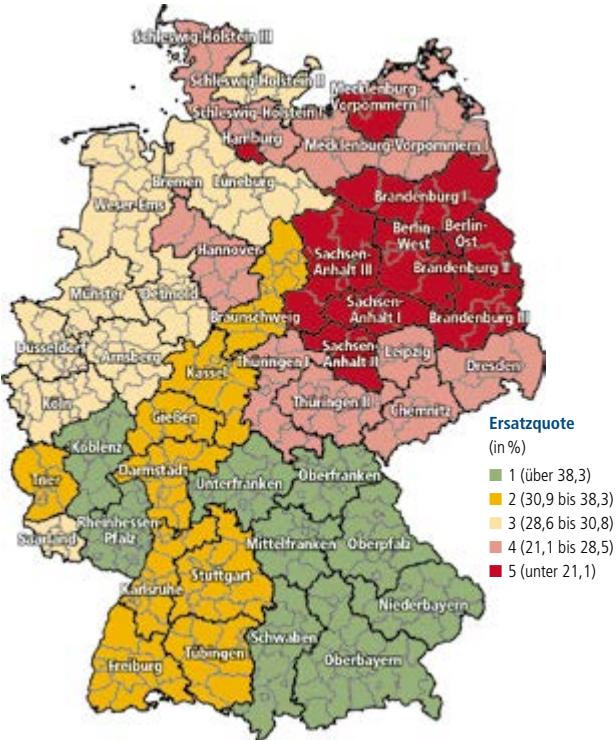 Schleswig-Holstein III
Schleswig-Holstein II
Mecklenburg-
Vorpommern II
Schleswig-Holstein I
Hamburg
Mecklenburg-Vorpommern I
Bremen
Lüneburg
Brandenburg I
Weser-Ems
Berlin-
West
Berlin-
Ost
Hannover
Sachsen-
Anhalt III
Brandenburg II
Münster
Detmold
Braunschweig
Sachsen-
Anhalt I
Brandenburg III
Düsseldorf
Arnsberg
Kassel
Thüringen I
Sachsen-
Anhalt II
Leipzig
Dresden
Köln
Gießen
Thüringen II
Chemnitz
Koblenz
Trier
Darmstadt
Unterfranken
Oberfranken
Saarland
Rheinhessen-
Pfalz
Mittelfranken
Oberpfalz
Karlsruhe
Stuttgart
Niederbayern
Freiburg
Tübingen
Schwaben
Oberbayern
Ersatzquote
(in %)
1 (über 38,3)
2 (30,9 bis 38,3)
3 (28,6 bis 30,8)
4 (21,1 bis 28,5)
5 (unter 21,1)